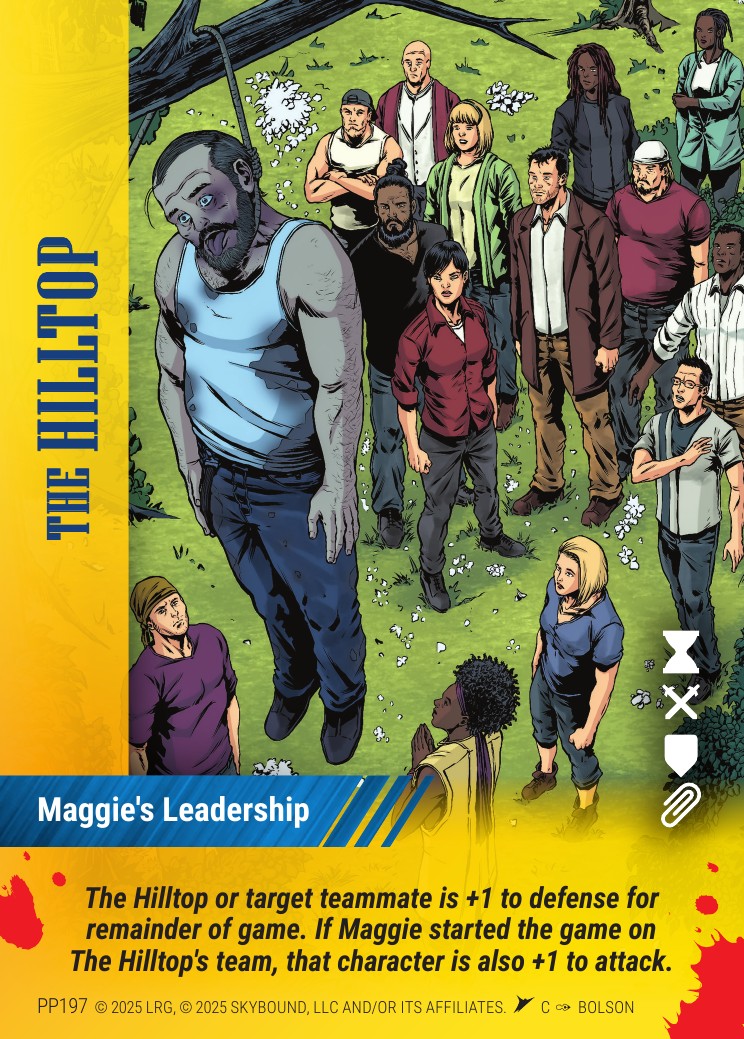 THE HILLTOP
Maggie's Leadership
The Hilltop or target teammate is +1 to defense for
remainder of game. If Maggie started the game on
The Hilltop's team, that character is also +1 to attack.
PP197 © 2025 LRG, © 2025 SKYBOUND, LLC AND/OR ITS AFFILIATES. C BOLSON